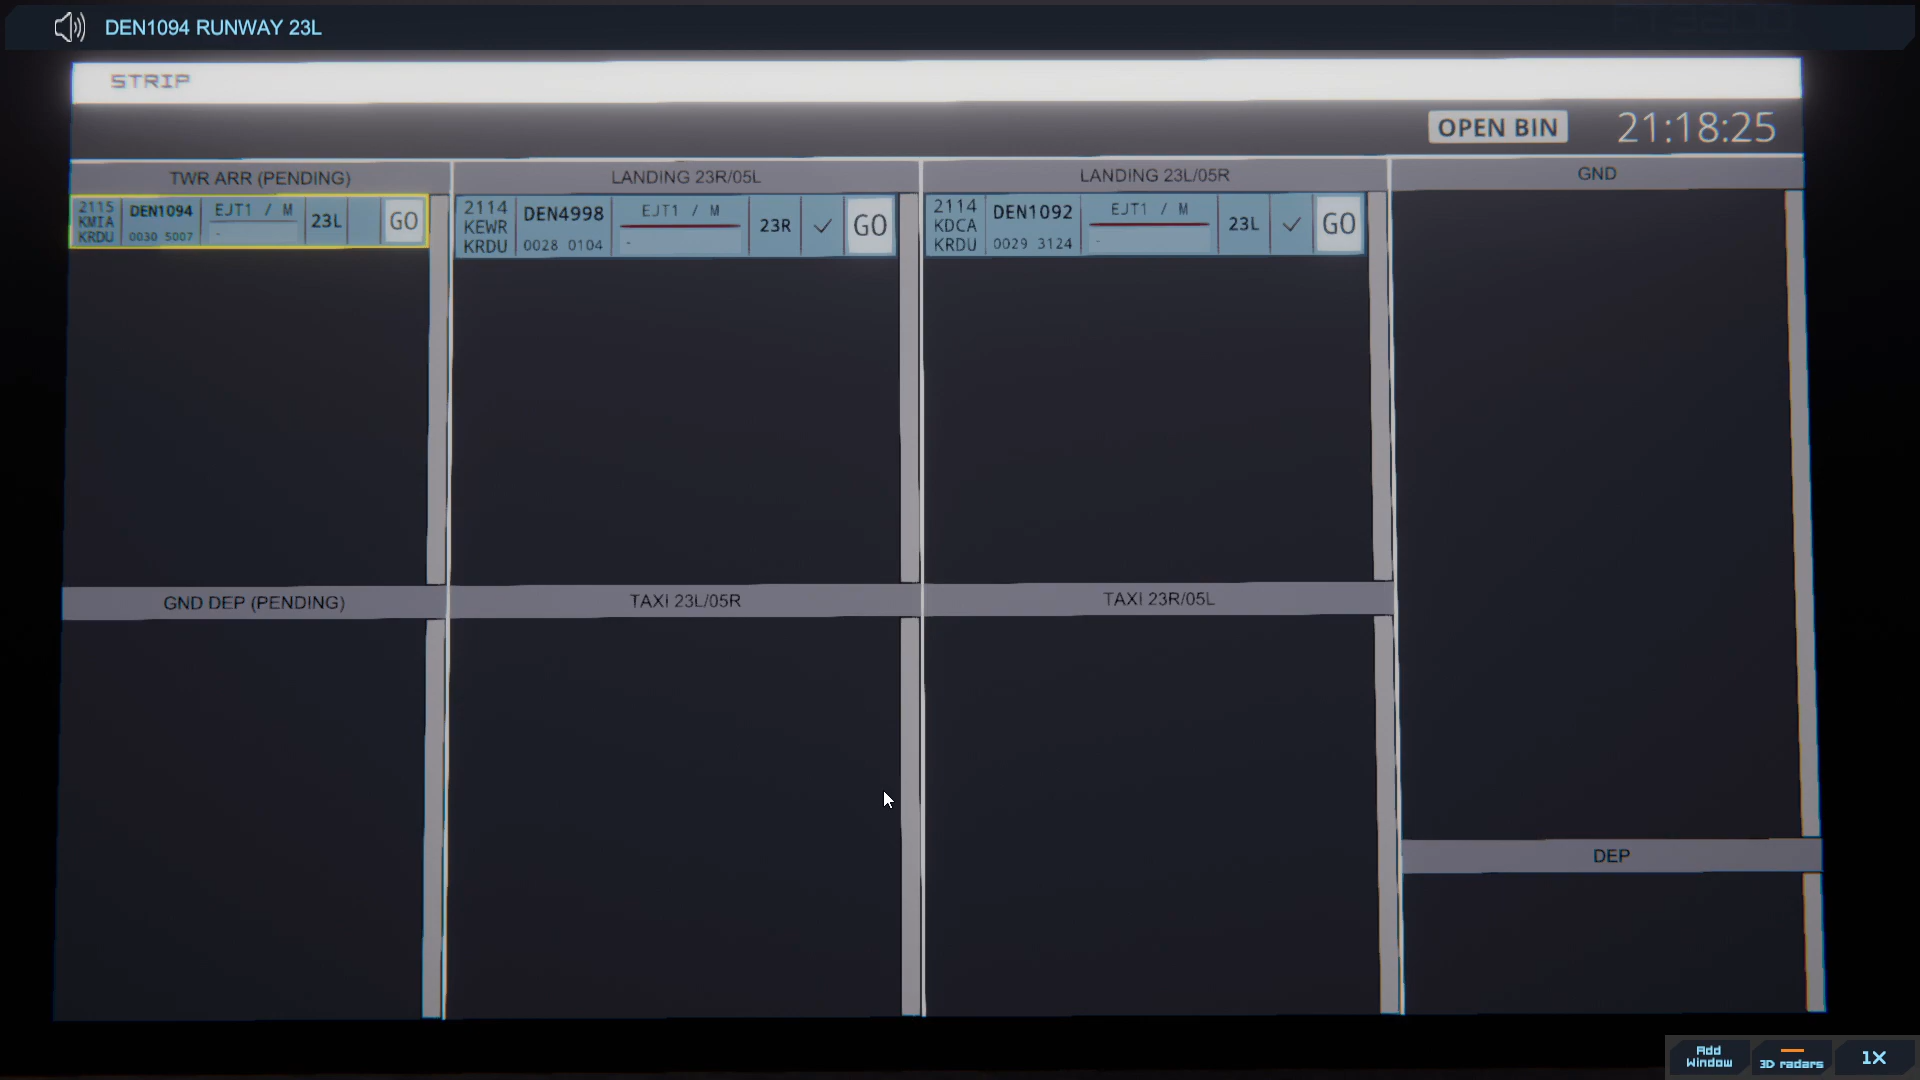 DEN1094 RUNWAY 23L
STRIP
OPEN BIN 21:18:25
TWR ARR (PENDING)
2115 KMIA KRDU DEN1094 0030 5007 EJT1 / M - 23L GO
LANDING 23R/05L
2114 KEWR KRDU DEN4998 0028 0104 EJT1 / M - 23R ✓ GO
LANDING 23L/05R
2114 KDCA KRDU DEN1092 0029 3124 EJT1 / M - 23L ✓ GO
GND
GND DEP (PENDING)
TAXI 23L/05R
TAXI 23R/05L
DEP
Add Window
3D radars
1X